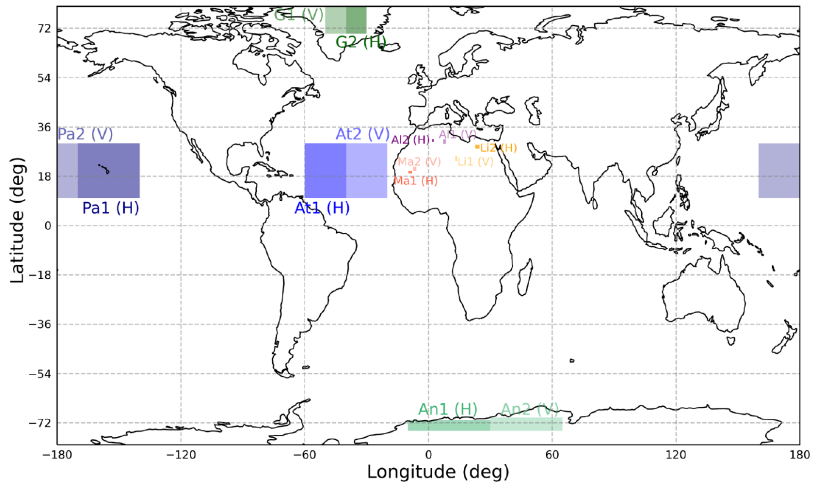 G1 (V)
72
G2 (H)
54
36
Pa2 (V)
At2 (V)
Al2 (H)
Al1 (V)
Li2 (H)
Ma2 (V)
Li1 (V)
18
Ma1 (H)
Pa1 (H)
At1 (H)
0
−18
−36
−54
An1 (H)
An2 (V)
−72
−180
−120
−60
0
60
120
180
Latitude (deg)
Longitude (deg)